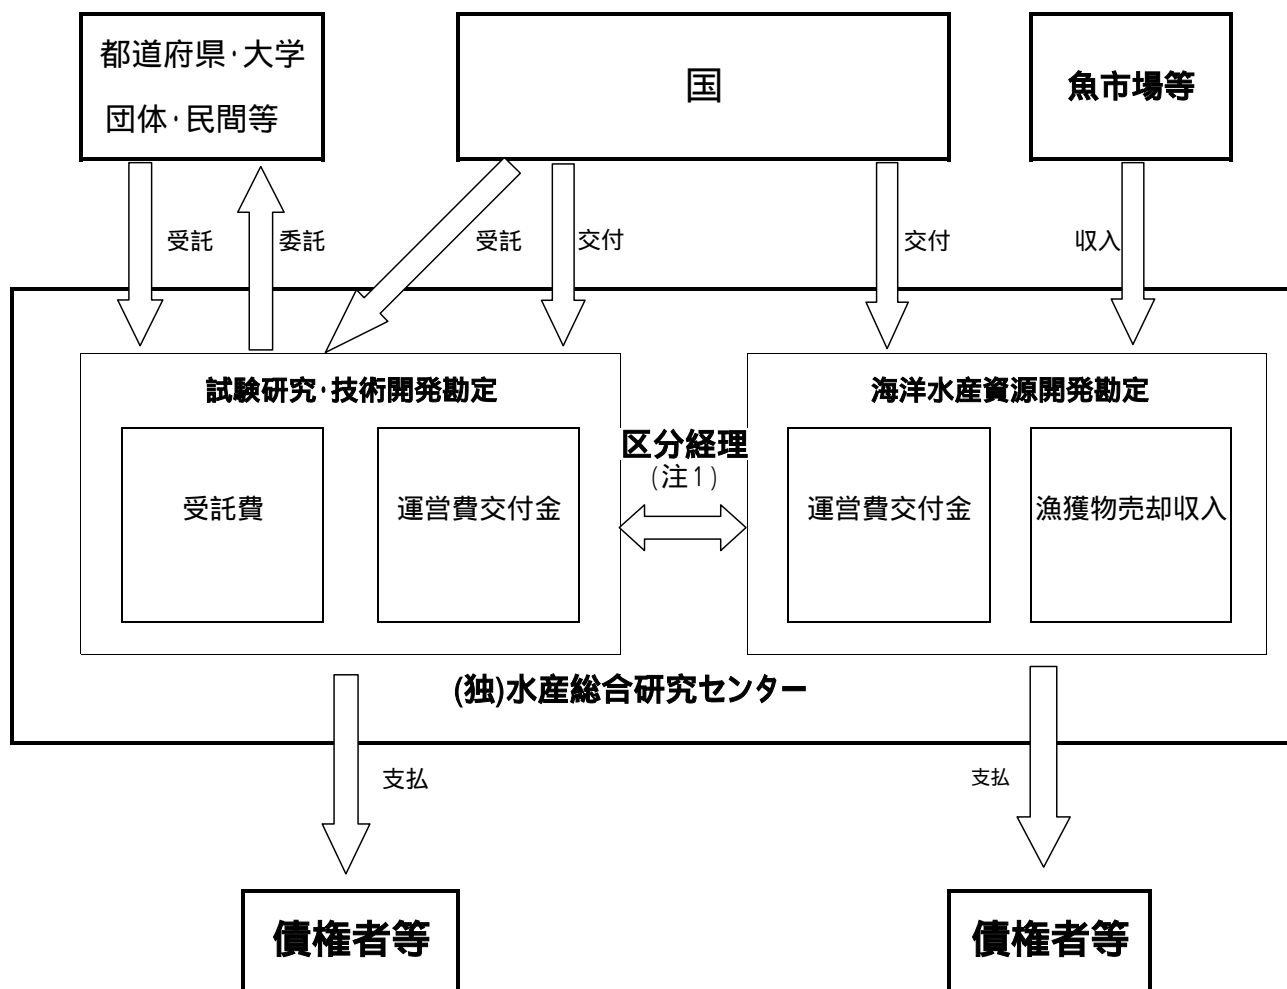 都道府県・大学
団体・民間等
国
魚市場等
受託
委託
受託
交付
交付
収入
試験研究・技術開発勘定
海洋水産資源開発勘定
区分経理
(注1)
受託費
運営費交付金
運営費交付金
漁獲物売却収入
(独)水産総合研究センター
支払
支払
債権者等
債権者等